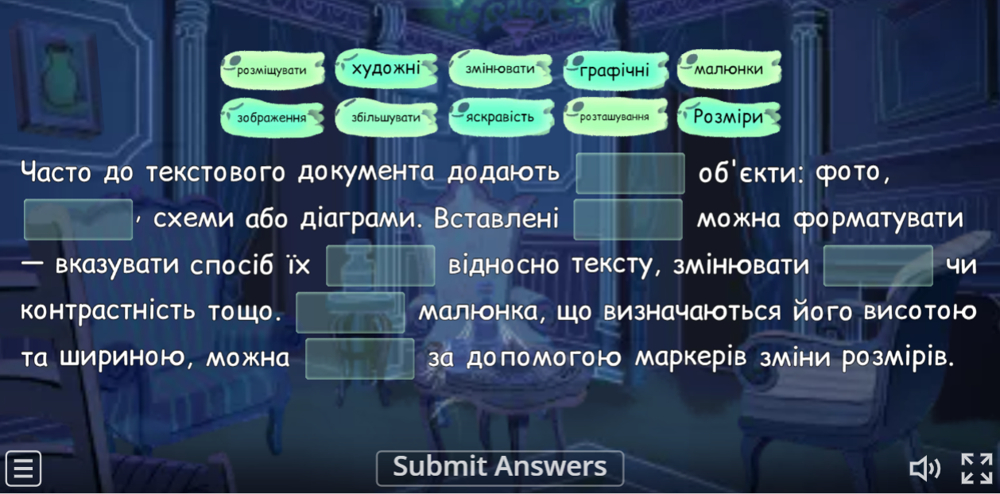 розміщувати художні змінювати графічні малюнки
зображення збільшувати яскравість розташування Розміри
Часто до текстового документа додають об'єкти: фото,
, схеми або діаграми. Вставлені можна форматувати
— вказувати спосіб їх відносно тексту, змінювати чи
контрастність тощо. малюнка, що визначаються його висотою
та шириною, можна за допомогою маркерів зміни розмірів.
Submit Answers